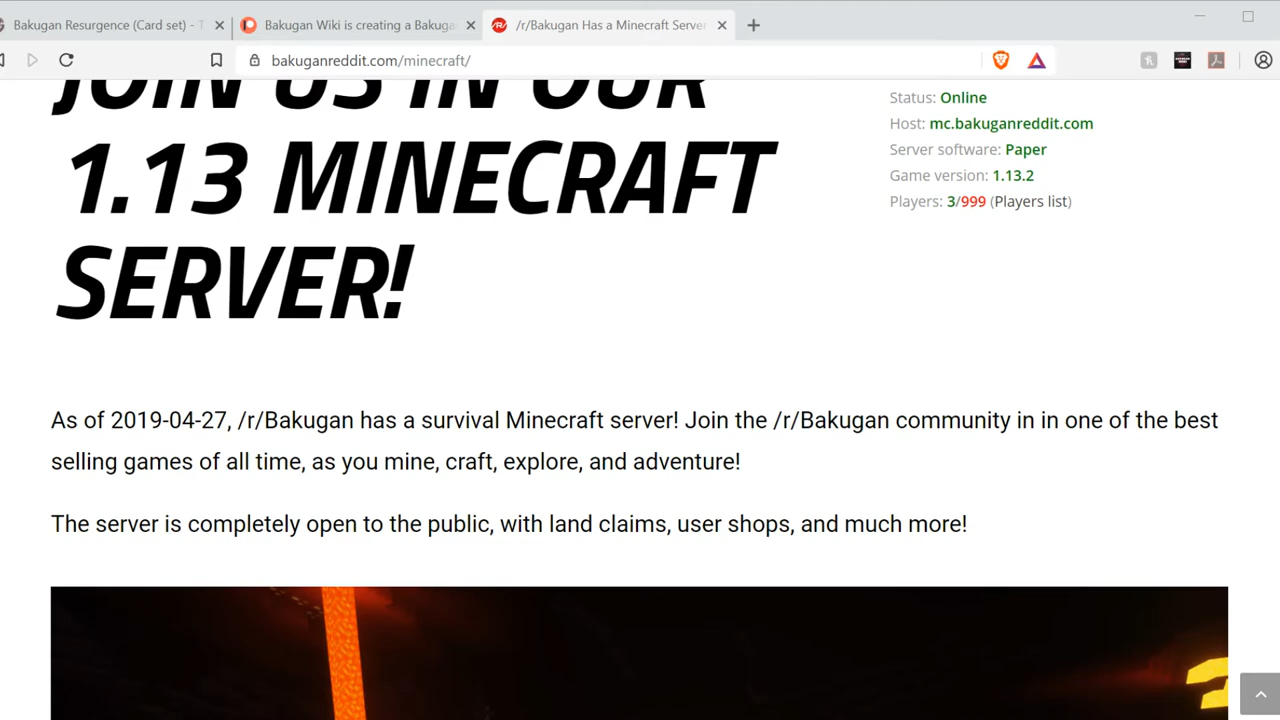 Bakugan Resurgence (Card set) - T
Bakugan Wiki is creating a Bakuga
/r/Bakugan Has a Minecraft Server
bakuganreddit.com/minecraft/
JOIN US IN OUR
1.13 MINECRAFT
SERVER!
Status: Online
Host: mc.bakuganreddit.com
Server software: Paper
Game version: 1.13.2
Players: 3/999 (Players list)
As of 2019-04-27, /r/Bakugan has a survival Minecraft server! Join the /r/Bakugan community in in one of the best
selling games of all time, as you mine, craft, explore, and adventure!
The server is completely open to the public, with land claims, user shops, and much more!